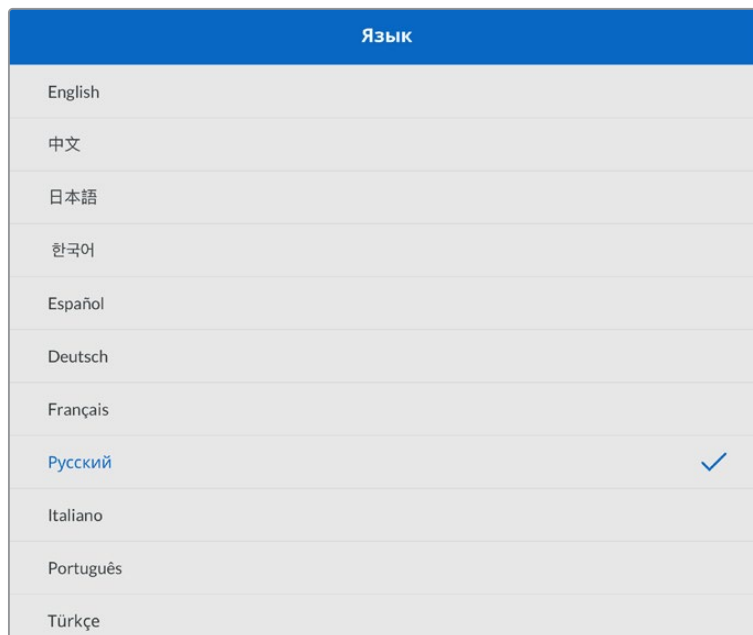 Язык
English
中文
日本語
한국어
Español
Deutsch
Français
Русский
Italiano
Português
Türkçe